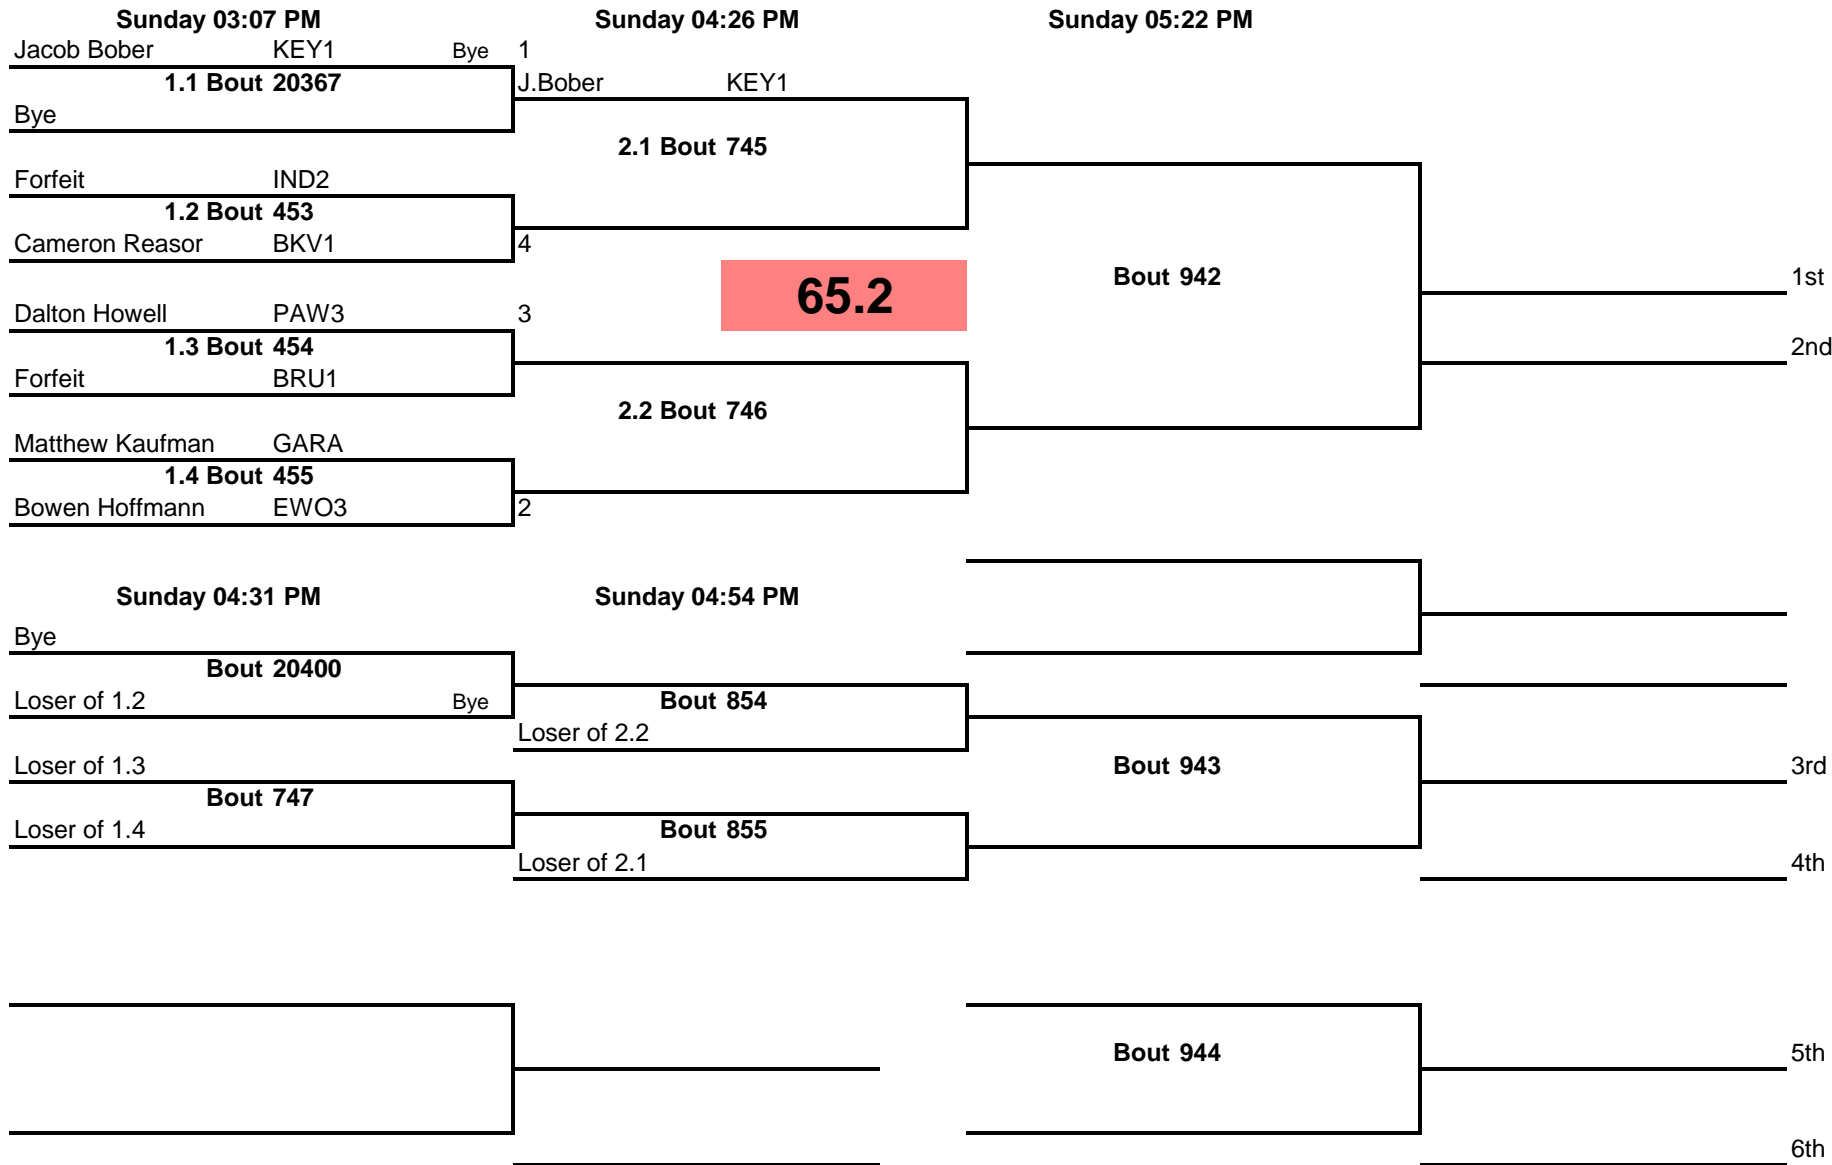 Sunday 03:07 PM Sunday 04:26 PM Sunday 05:22 PM
Jacob Bober KEY1 Bye 1
1.1 Bout 20367 J.Bober KEY1
Bye
2.1 Bout 745
Forfeit IND2
1.2 Bout 453
Cameron Reasor BKV1 4
65.2 Bout 942 1st
Dalton Howell PAW3 3
1.3 Bout 454 2nd
Forfeit BRU1
2.2 Bout 746
Matthew Kaufman GARA
1.4 Bout 455
Bowen Hoffmann EWO3 2
Sunday 04:31 PM Sunday 04:54 PM
Bye
Bout 20400
Loser of 1.2 Bye Bout 854
Loser of 2.2
Loser of 1.3 Bout 943 3rd
Bout 747
Loser of 1.4 Bout 855
Loser of 2.1 4th
Bout 944 5th
6th